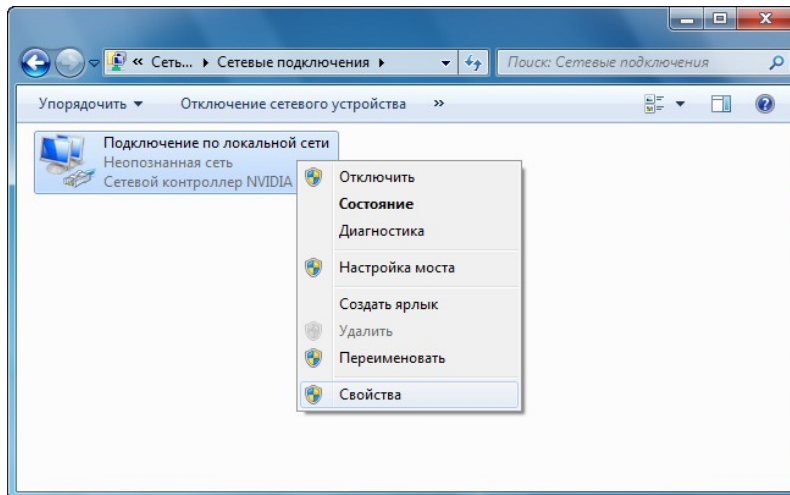 « Сеть... ▸ Сетевые подключения ▸
Поиск: Сетевые подключения
Упорядочить ▼ Отключение сетевого устройства »
Подключение по локальной сети
Неопознанная сеть
Сетевой контроллер NVIDIA
Отключить
Состояние
Диагностика
Настройка моста
Создать ярлык
Удалить
Переименовать
Свойства